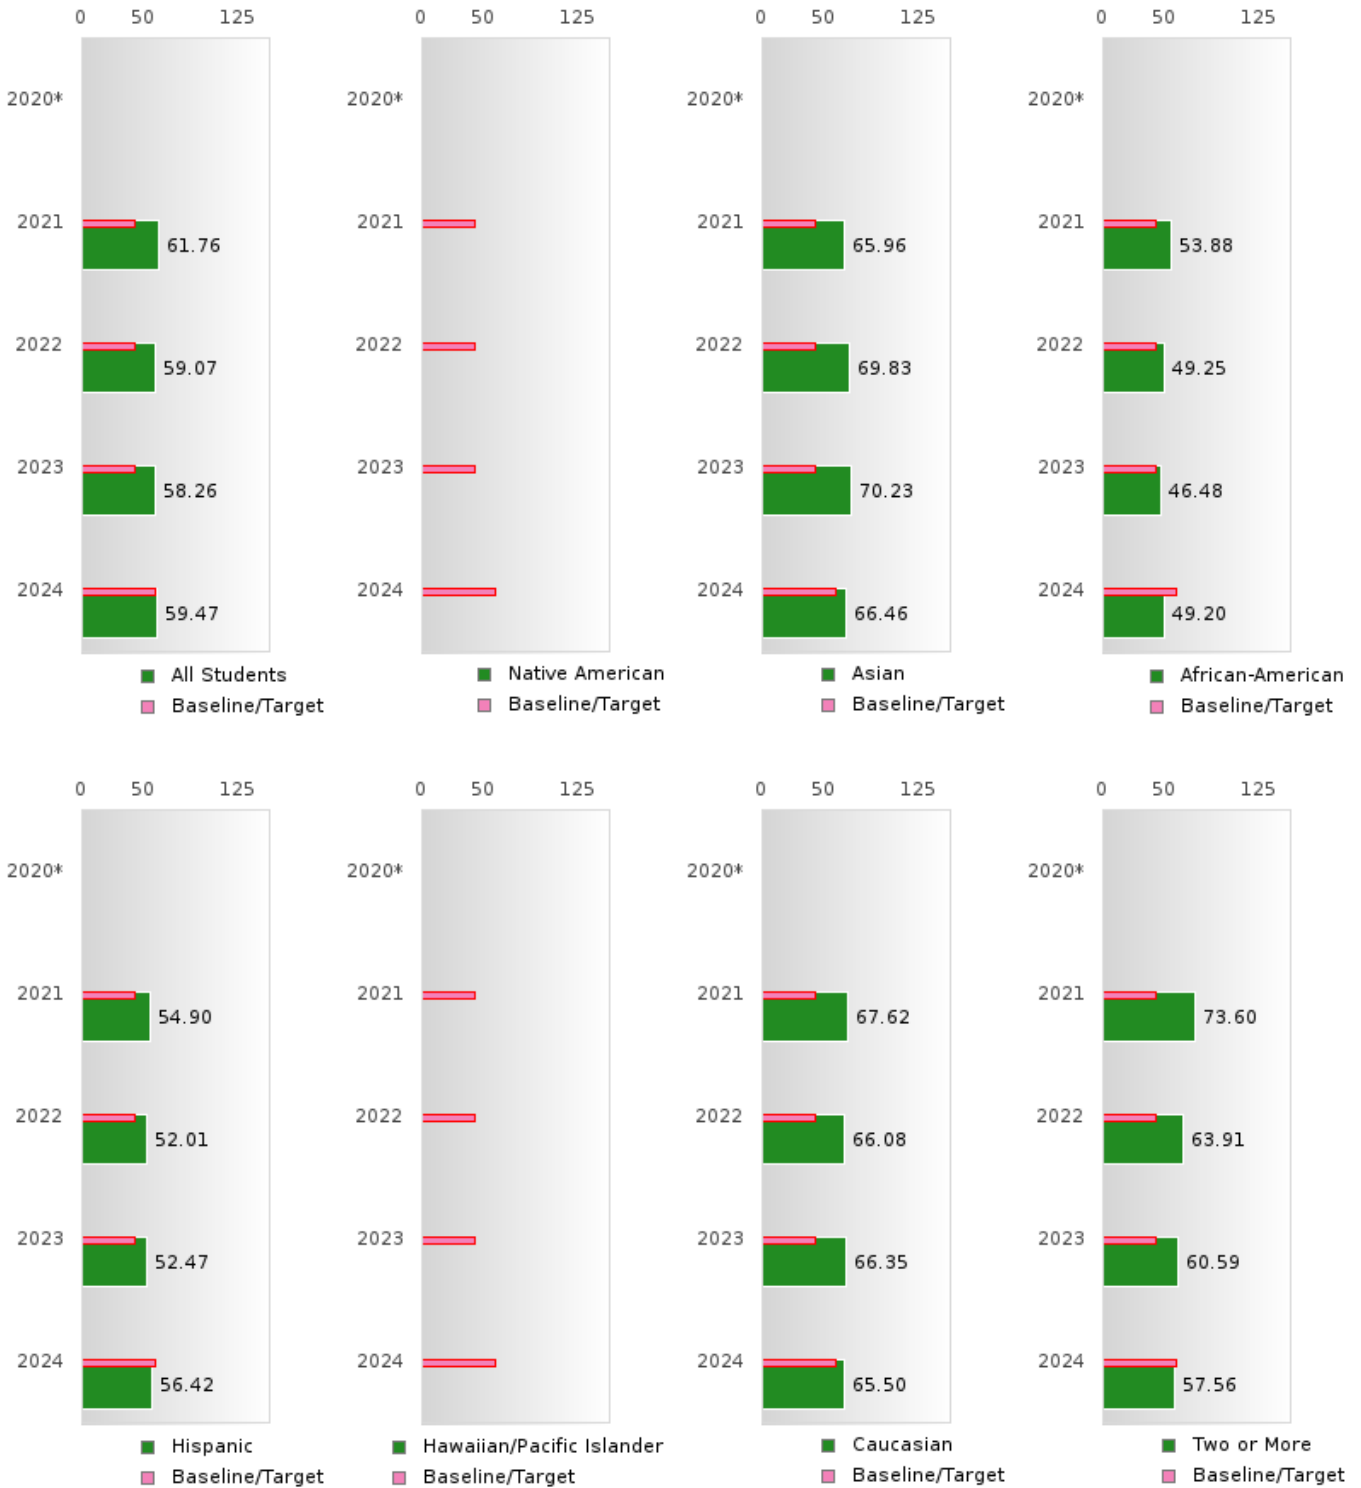 0 50 125 0 50 125 0 50 125 0 50 125
2020* 2020* 2020* 2020*
2021 2021 2021 2021
61.76 65.96 53.88
2022 2022 2022 2022
59.07 69.83 49.25
2023 2023 2023 2023
58.26 70.23 46.48
2024 2024 2024 2024
59.47 66.46 49.20
All Students Native American Asian African-American
Baseline/Target Baseline/Target Baseline/Target Baseline/Target
0 50 125 0 50 125 0 50 125 0 50 125
2020* 2020* 2020* 2020*
2021 2021 2021 2021
54.90 67.62 73.60
2022 2022 2022 2022
52.01 66.08 63.91
2023 2023 2023 2023
52.47 66.35 60.59
2024 2024 2024 2024
56.42 65.50 57.56
Hispanic Hawaiian/Pacific Islander Caucasian Two or More
Baseline/Target Baseline/Target Baseline/Target Baseline/Target